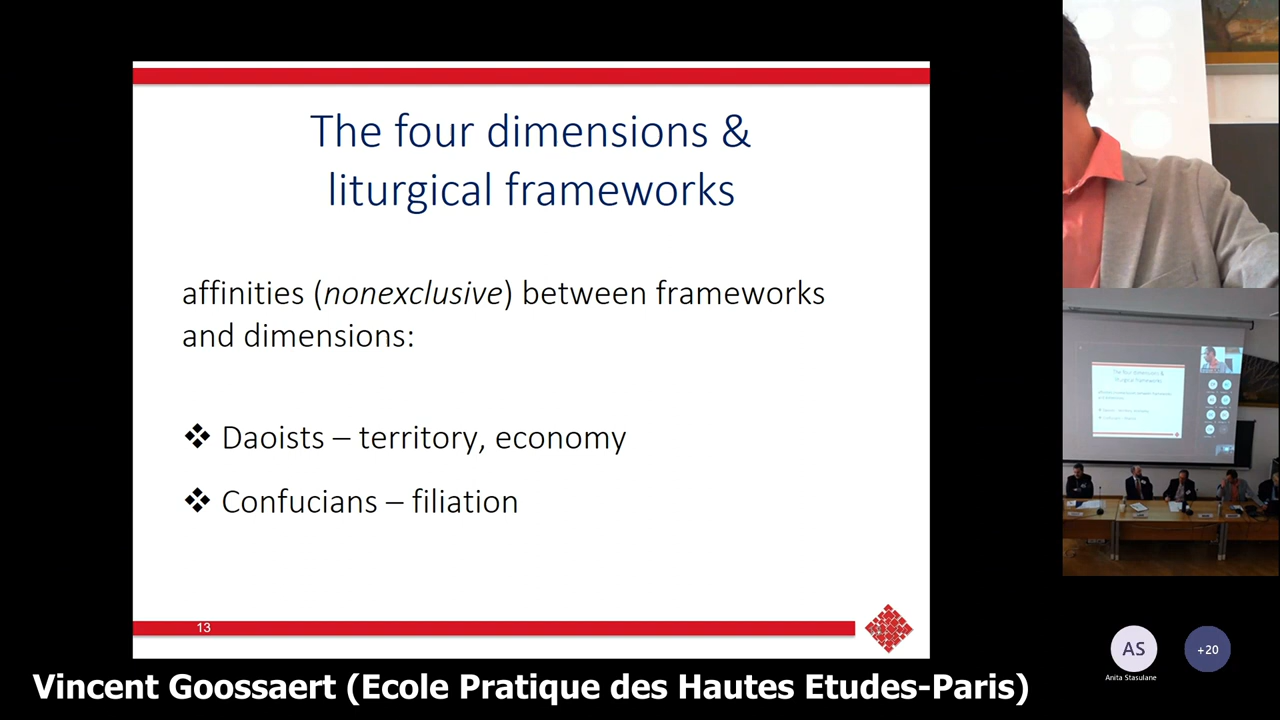 The four dimensions &
liturgical frameworks
affinities (nonexclusive) between frameworks
and dimensions:
❖ Daoists – territory, economy
❖ Confucians – filiation
13
AS
+20
Anita Stasulane
Vincent Goossaert (Ecole Pratique des Hautes Etudes-Paris)